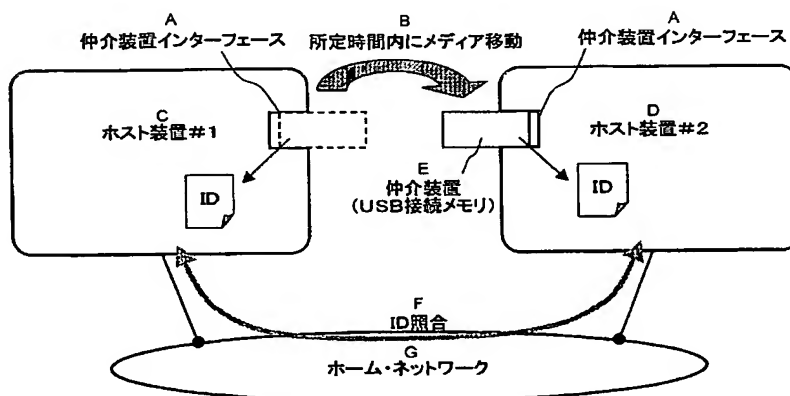 A
仲介装置インターフェース
B
所定時間内にメディア移動
A
仲介装置インターフェース
C
ホスト装置#1
D
ホスト装置#2
E
仲介装置
(USB接続メモリ)
ID
ID
F
ID照合
G
ホーム・ネットワーク